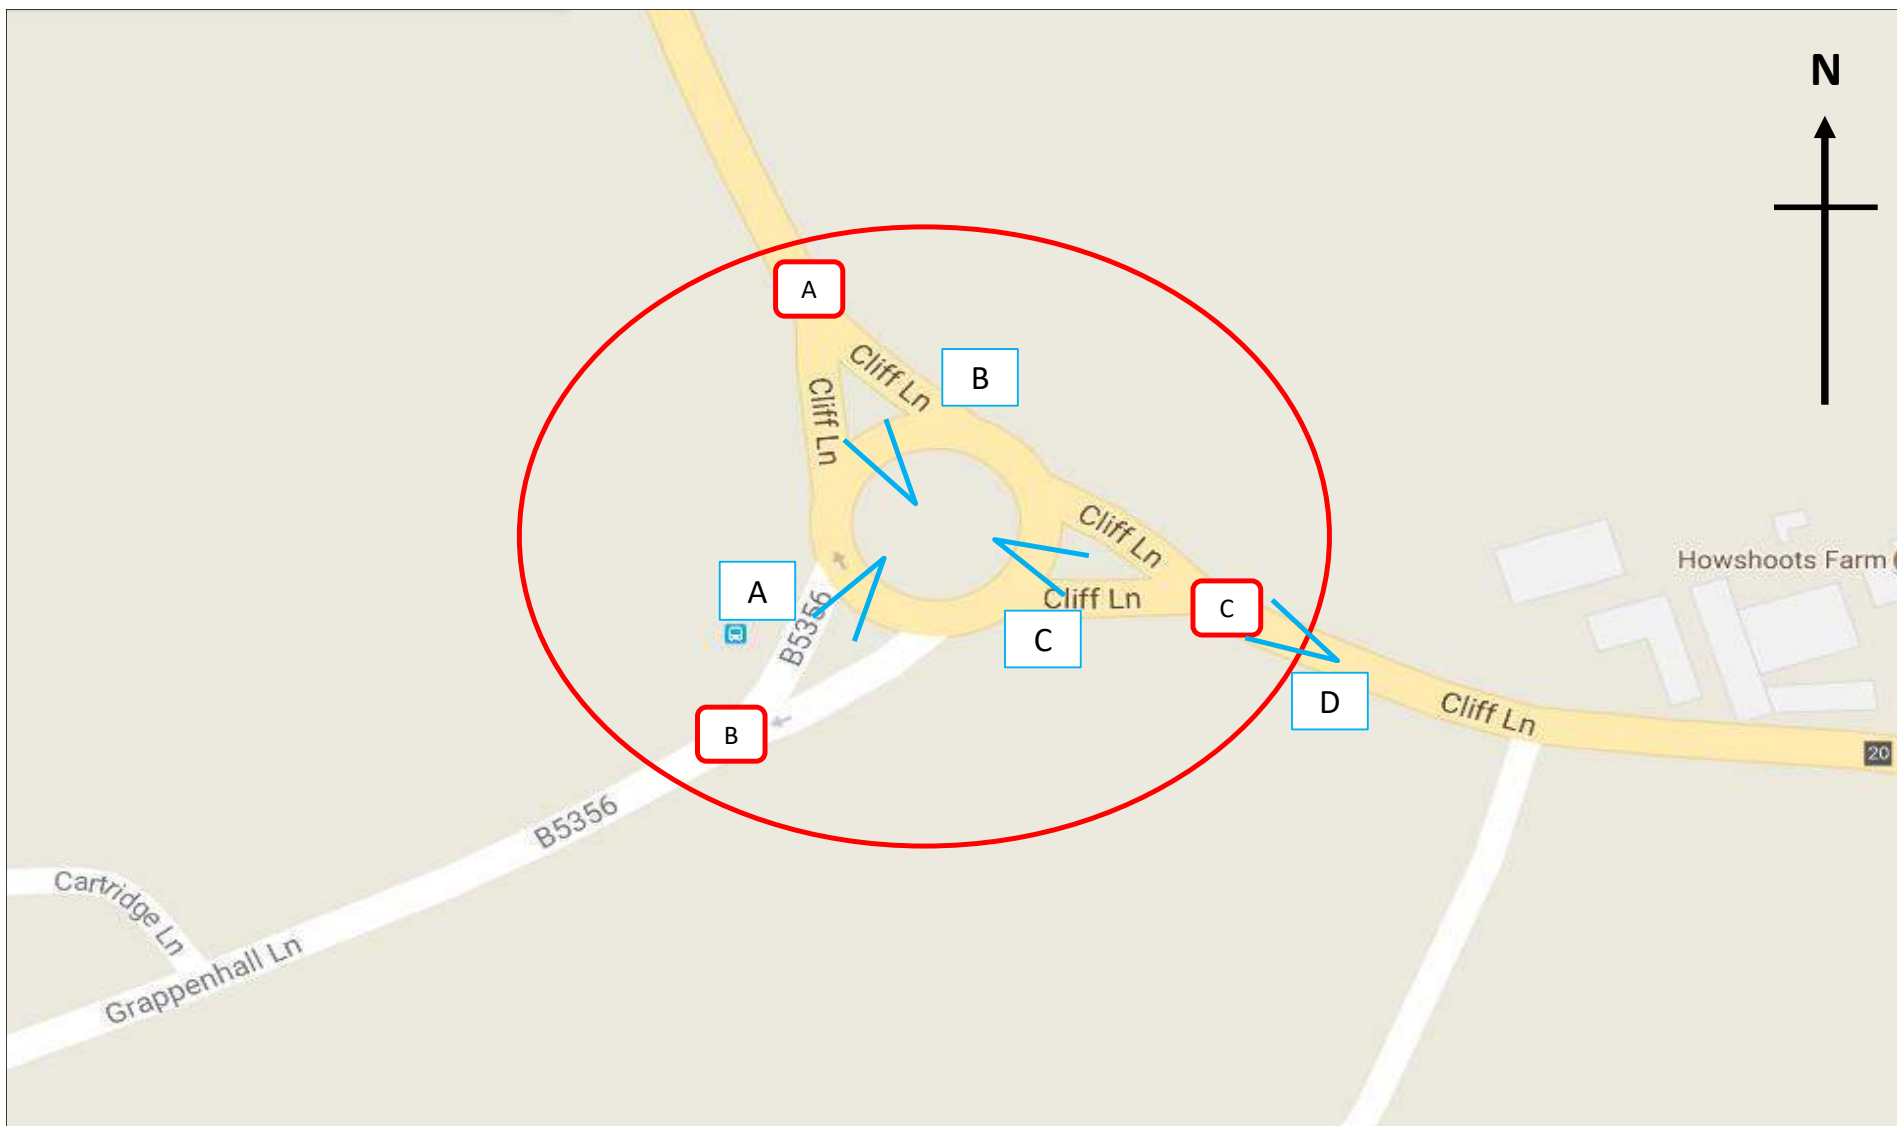 N
A
B
Cliff Ln
Cliff Ln
Cliff Ln
Howshoots Farm
A
B5356
Cliff Ln
C
C
D
Cliff Ln
B
20
B5356
Cartridge Ln
Grappenhall Ln